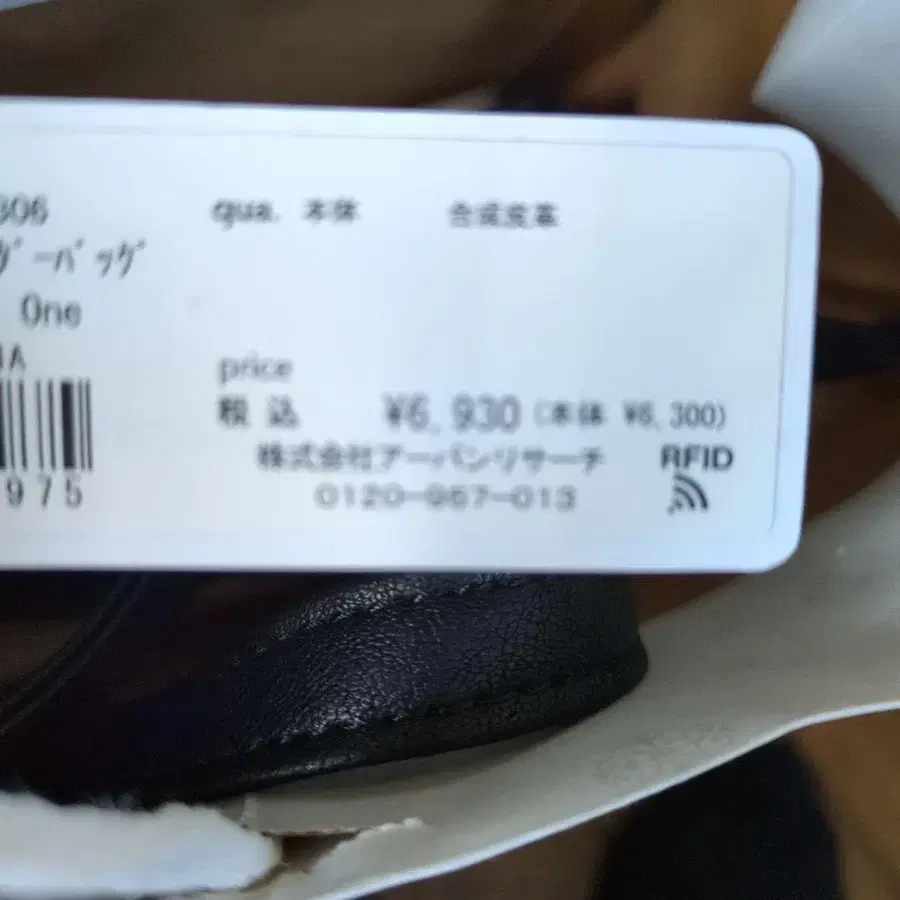 306
qua. 本体 合成皮革
ﾀﾞｰﾊﾞｯｸﾞ
One
price
税込 ¥6,930 (本体 ¥6,300)
株式会社アーバンリサーチ RFID
975 0120-967-013